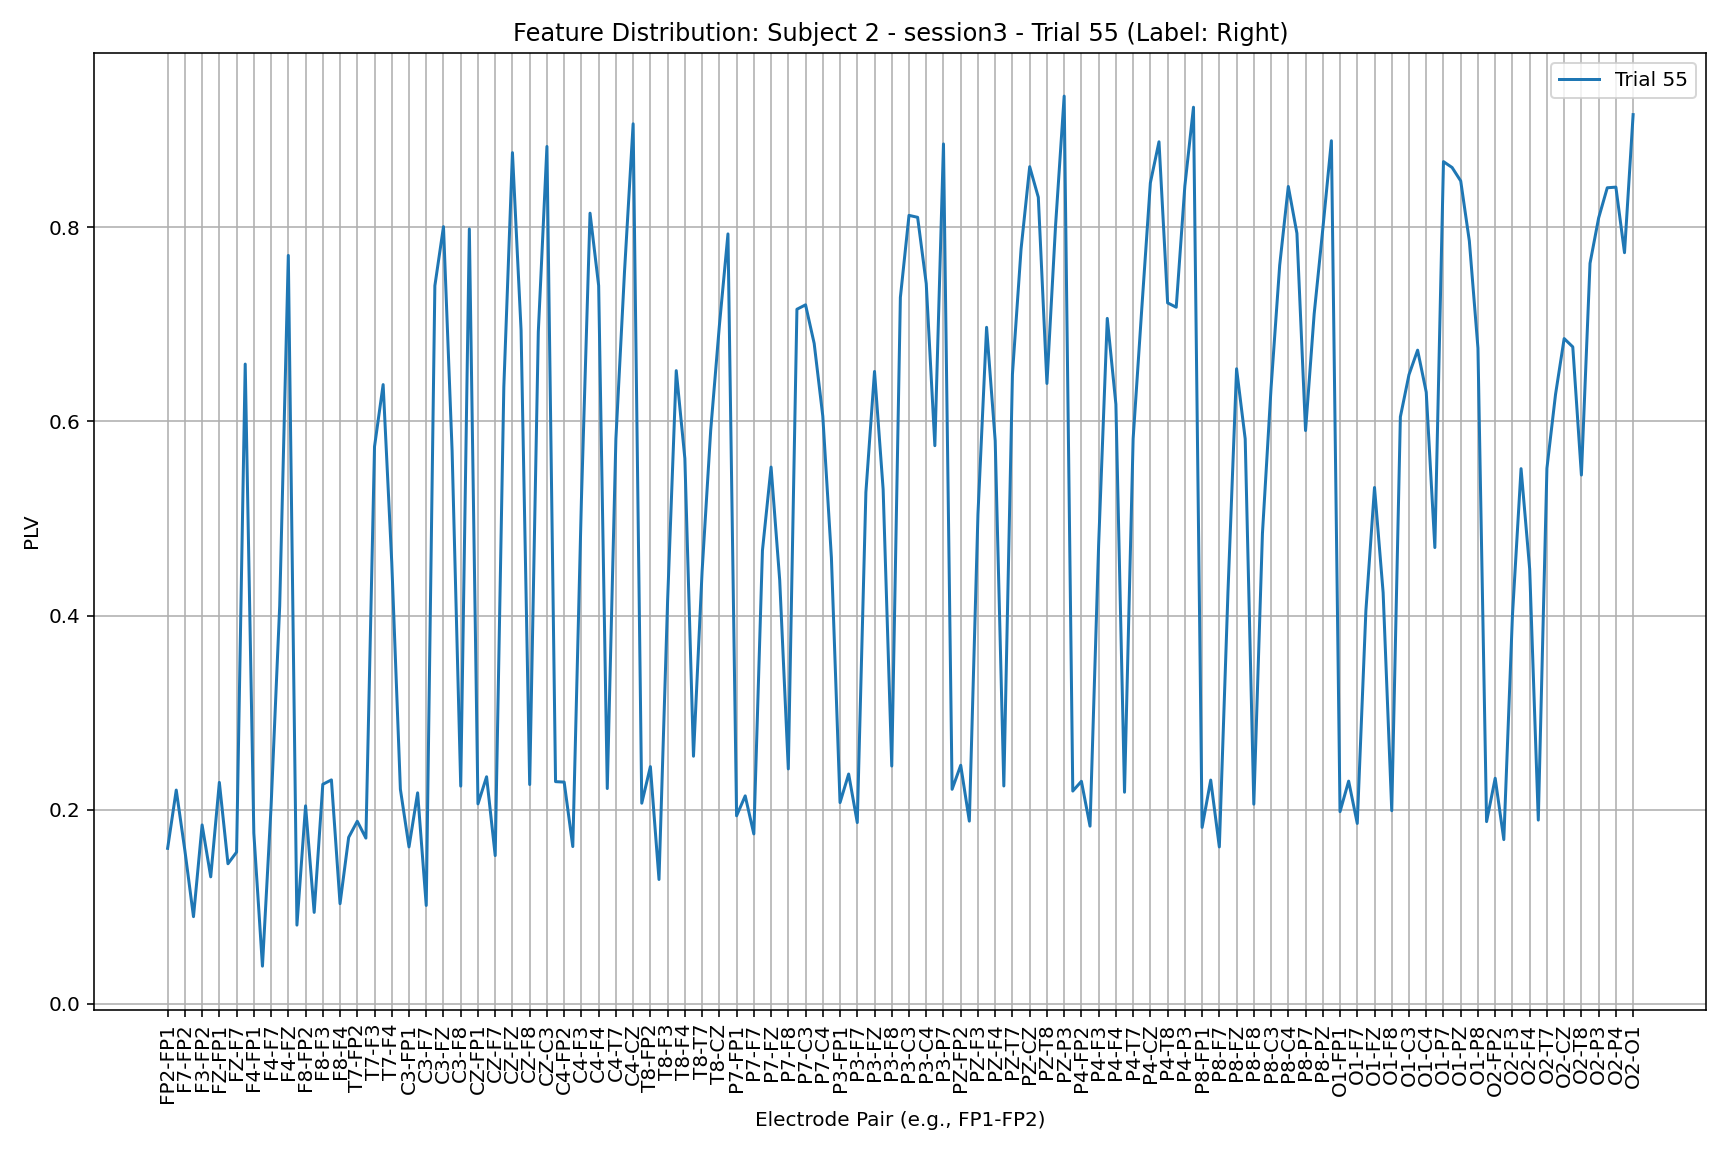 Feature Distribution: Subject 2 - session3 - Trial 55 (Label: Right)
Trial 55
PLV
0.8
0.6
0.4
0.2
0.0
FP2-FP1
F7-FP2
F3-FP2
FZ-FP1
FZ-F7
F4-FP1
F4-F7
F4-FZ
F8-FP2
F8-F3
F8-F4
T7-FP2
T7-F3
T7-F4
C3-FP1
C3-F7
C3-FZ
C3-F8
CZ-FP1
CZ-F7
CZ-FZ
CZ-F8
CZ-C3
C4-FP2
C4-F3
C4-F4
C4-T7
C4-CZ
T8-FP2
T8-F3
T8-F4
T8-T7
T8-CZ
P7-FP1
P7-F7
P7-FZ
P7-F8
P7-C3
P7-C4
P3-FP1
P3-F7
P3-FZ
P3-F8
P3-C3
P3-C4
P3-P7
PZ-FP2
PZ-F3
PZ-F4
PZ-T7
PZ-CZ
PZ-T8
PZ-P3
P4-FP2
P4-F3
P4-F4
P4-T7
P4-CZ
P4-T8
P4-P3
P8-FP1
P8-F7
P8-FZ
P8-F8
P8-C3
P8-C4
P8-P7
P8-PZ
O1-FP1
O1-F7
O1-FZ
O1-F8
O1-C3
O1-C4
O1-P7
O1-PZ
O1-P8
O2-FP2
O2-F3
O2-F4
O2-T7
O2-CZ
O2-T8
O2-P3
O2-P4
O2-O1
Electrode Pair (e.g., FP1-FP2)